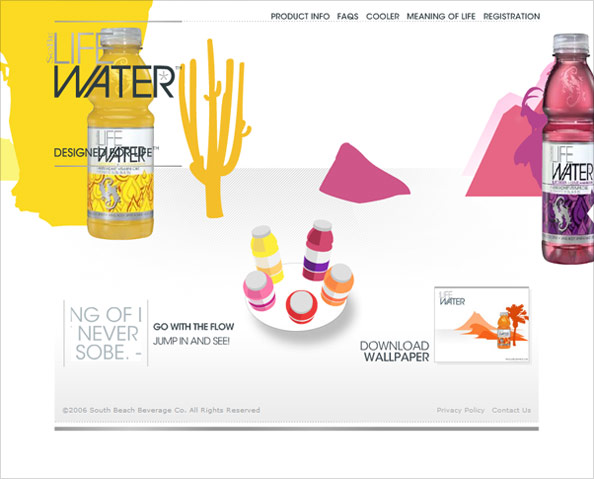 PRODUCT INFO FAQS COOLER MEANING OF LIFE REGISTRATION
SoBe
LIFE
WATER
DESIGNED FOR LIFE™
LIFE
WATER
LIFE
WATER
NG OF I
NEVER
SOBE. -
GO WITH THE FLOW
JUMP IN AND SEE!
LIFE
WATER
DOWNLOAD
WALLPAPER
©2006 South Beach Beverage Co. All Rights Reserved
Privacy Policy Contact Us